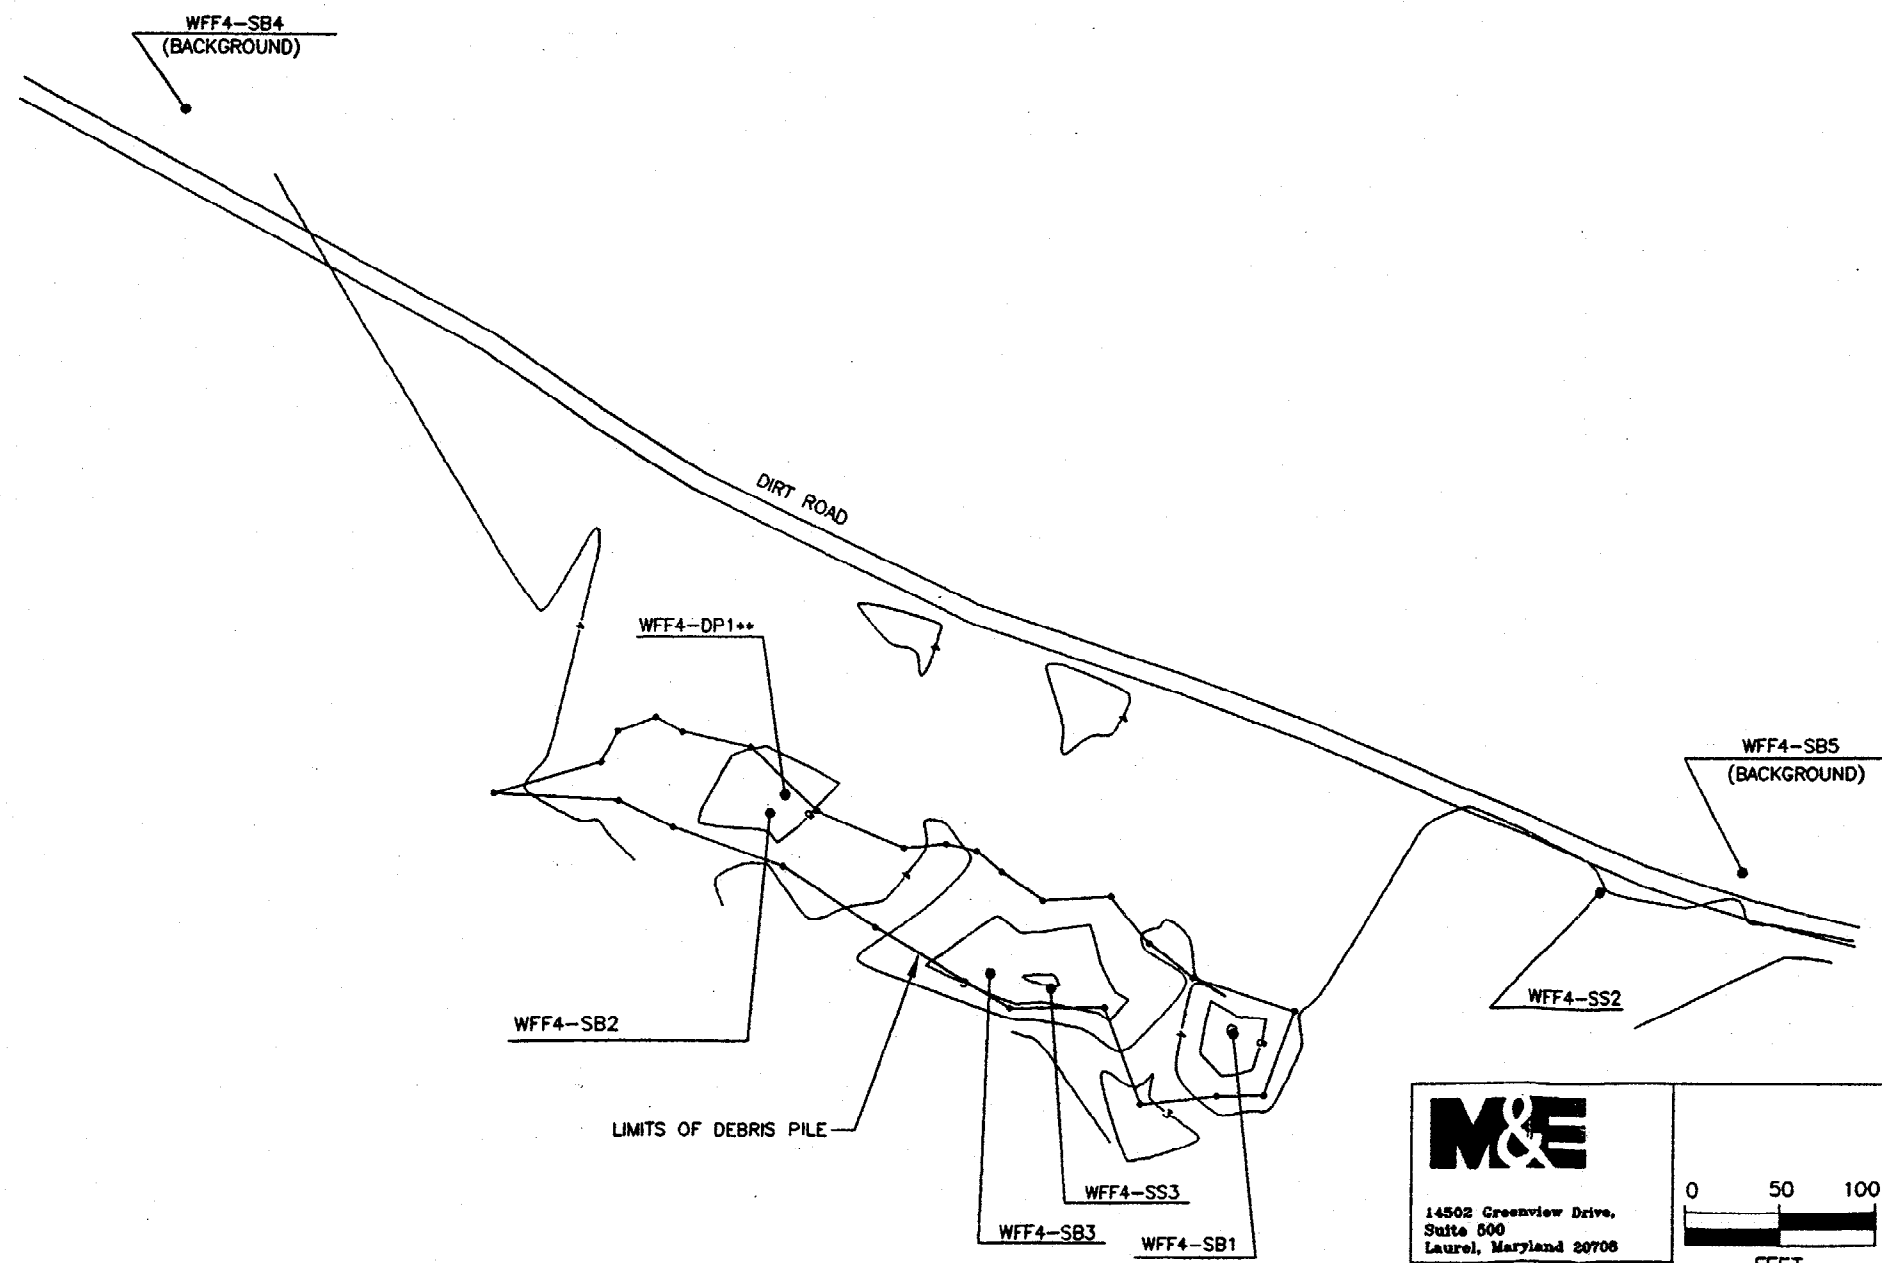 WFF4-SB4
(BACKGROUND)
DIRT ROAD
WFF4-DP1**
WFF4-SB5
(BACKGROUND)
WFF4-SS2
WFF4-SB2
LIMITS OF DEBRIS PILE
WFF4-SS3
WFF4-SB3
WFF4-SB1
M&E
14502 Greenview Drive,
Suite 500
Laurel, Maryland 20708
0 50 100
FEET